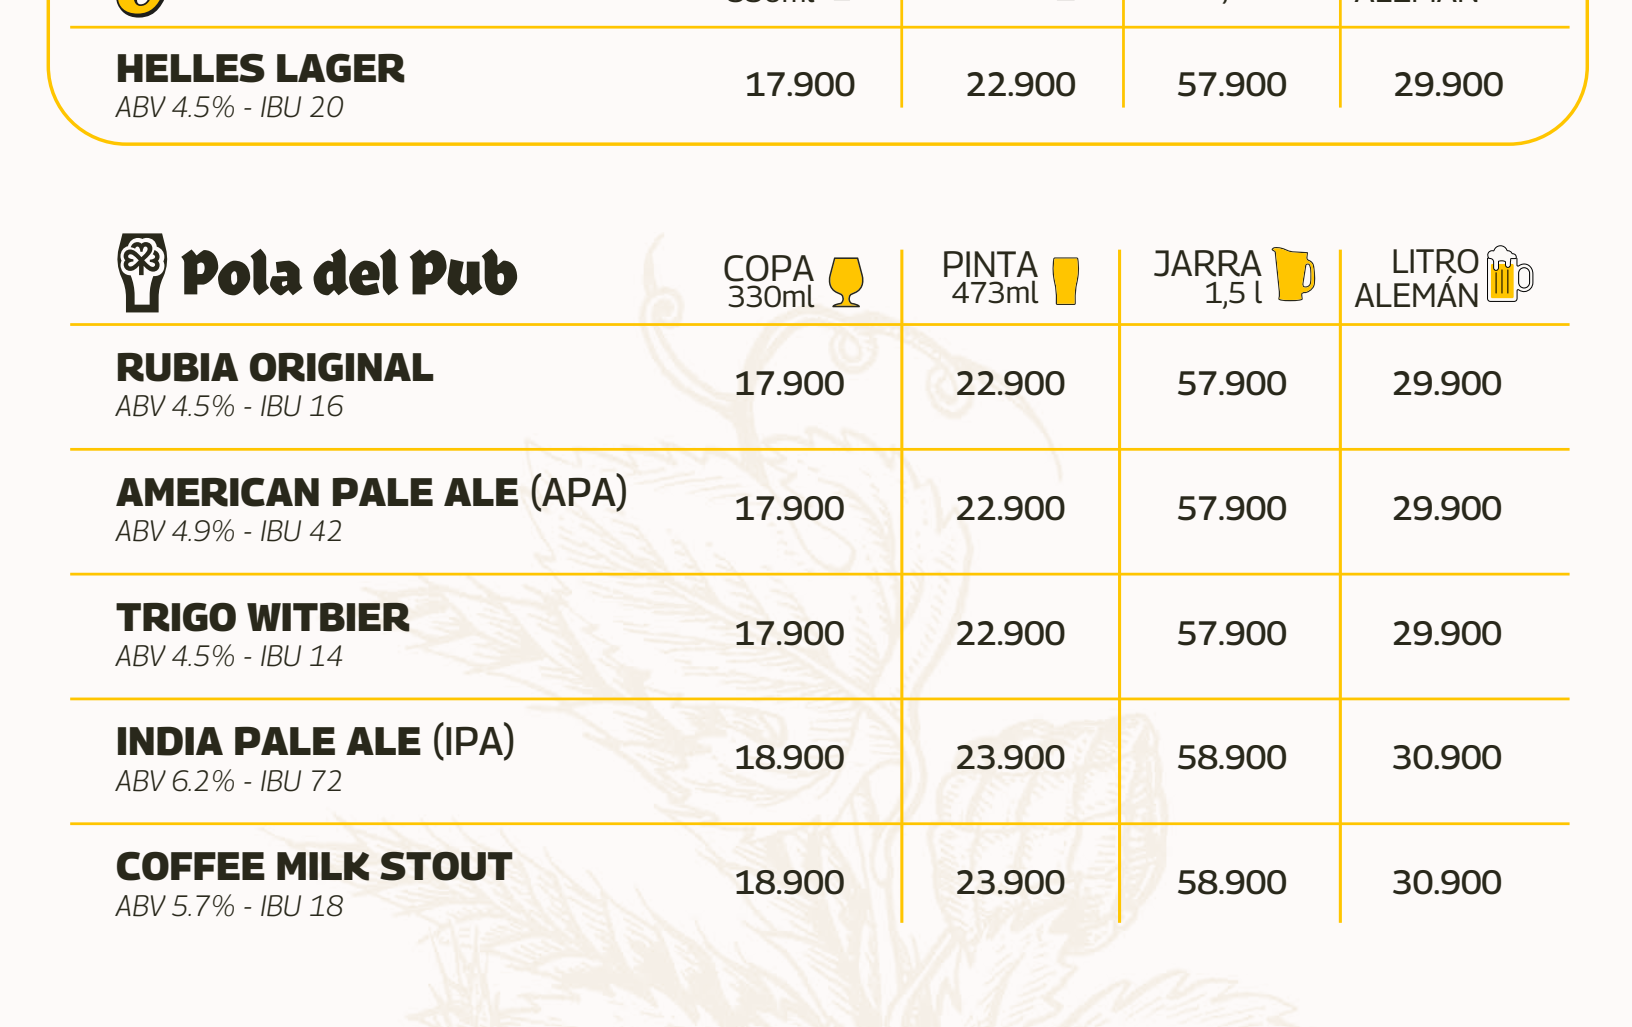 HELLES LAGER
ABV 4.5% - IBU 20
17.900 22.900 57.900 29.900
Pola del Pub
COPA 330ml
PINTA 473ml
JARRA 1,5 l
LITRO ALEMÁN
RUBIA ORIGINAL
ABV 4.5% - IBU 16
17.900 22.900 57.900 29.900
AMERICAN PALE ALE (APA)
ABV 4.9% - IBU 42
17.900 22.900 57.900 29.900
TRIGO WITBIER
ABV 4.5% - IBU 14
17.900 22.900 57.900 29.900
INDIA PALE ALE (IPA)
ABV 6.2% - IBU 72
18.900 23.900 58.900 30.900
COFFEE MILK STOUT
ABV 5.7% - IBU 18
18.900 23.900 58.900 30.900